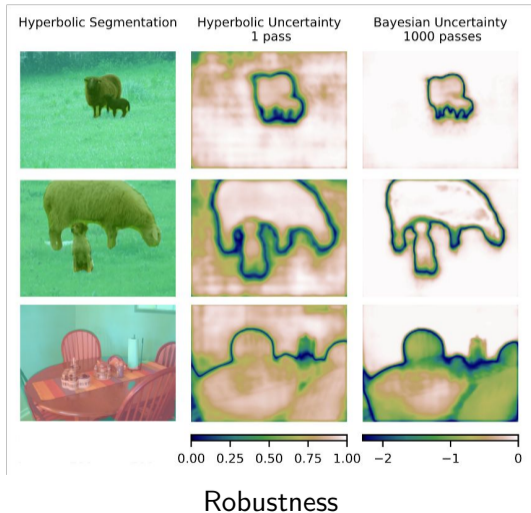 Hyperbolic Segmentation
Hyperbolic Uncertainty
1 pass
Bayesian Uncertainty
1000 passes
0.00 0.25 0.50 0.75 1.00
−2 −1 0
Robustness